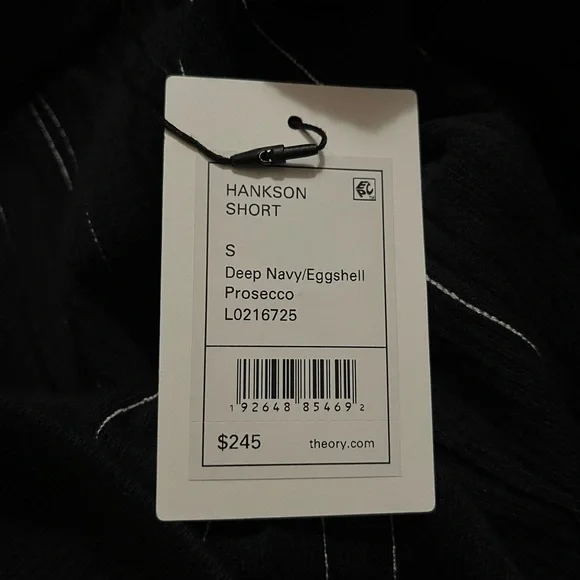 HANKSON
SHORT
S
Deep Navy/Eggshell
Prosecco
L0216725
1 92648 85469 2
$245 theory.com